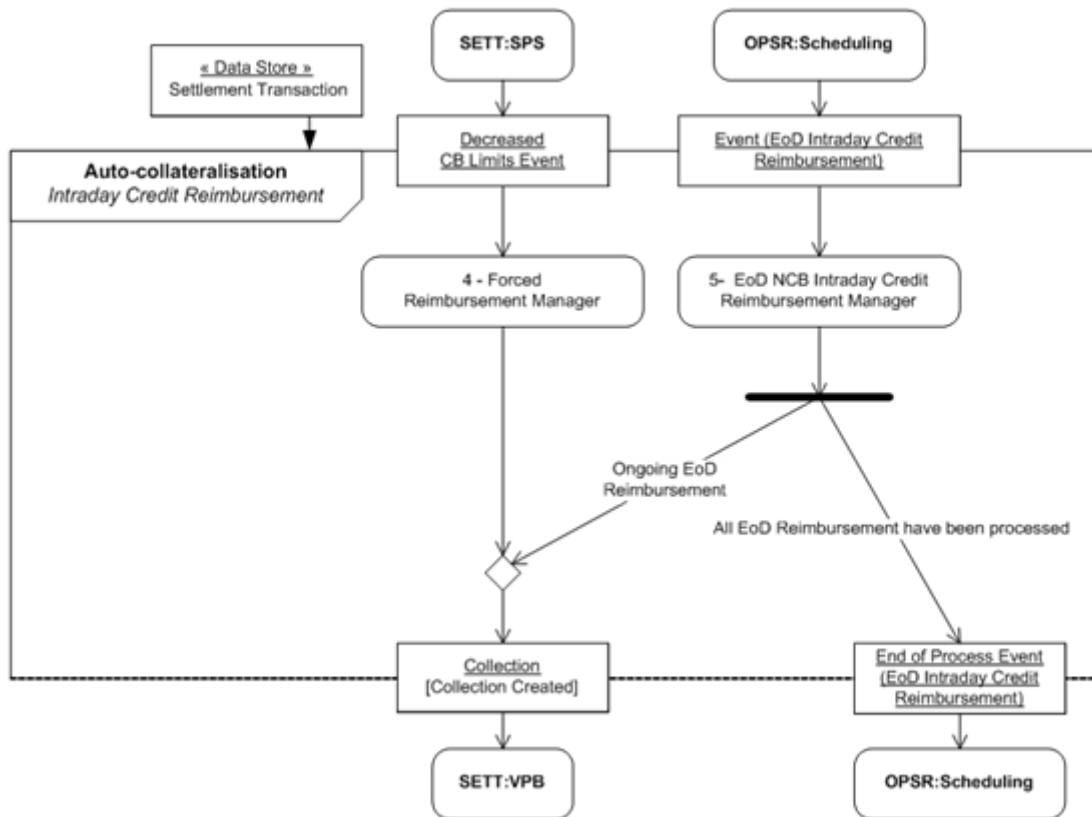 SETT:SPS
OPSR:Scheduling
« Data Store »
Settlement Transaction
Decreased
CB Limits Event
Event (EoD Intraday Credit
Reimbursement)
Auto-collateralisation
Intraday Credit Reimbursement
4 - Forced
Reimbursement Manager
5- EoD NCB Intraday Credit
Reimbursement Manager
Ongoing EoD
Reimbursement
All EoD Reimbursement have been processed
Collection
[Collection Created]
End of Process Event
(EoD Intraday Credit
Reimbursement)
SETT:VPB
OPSR:Scheduling